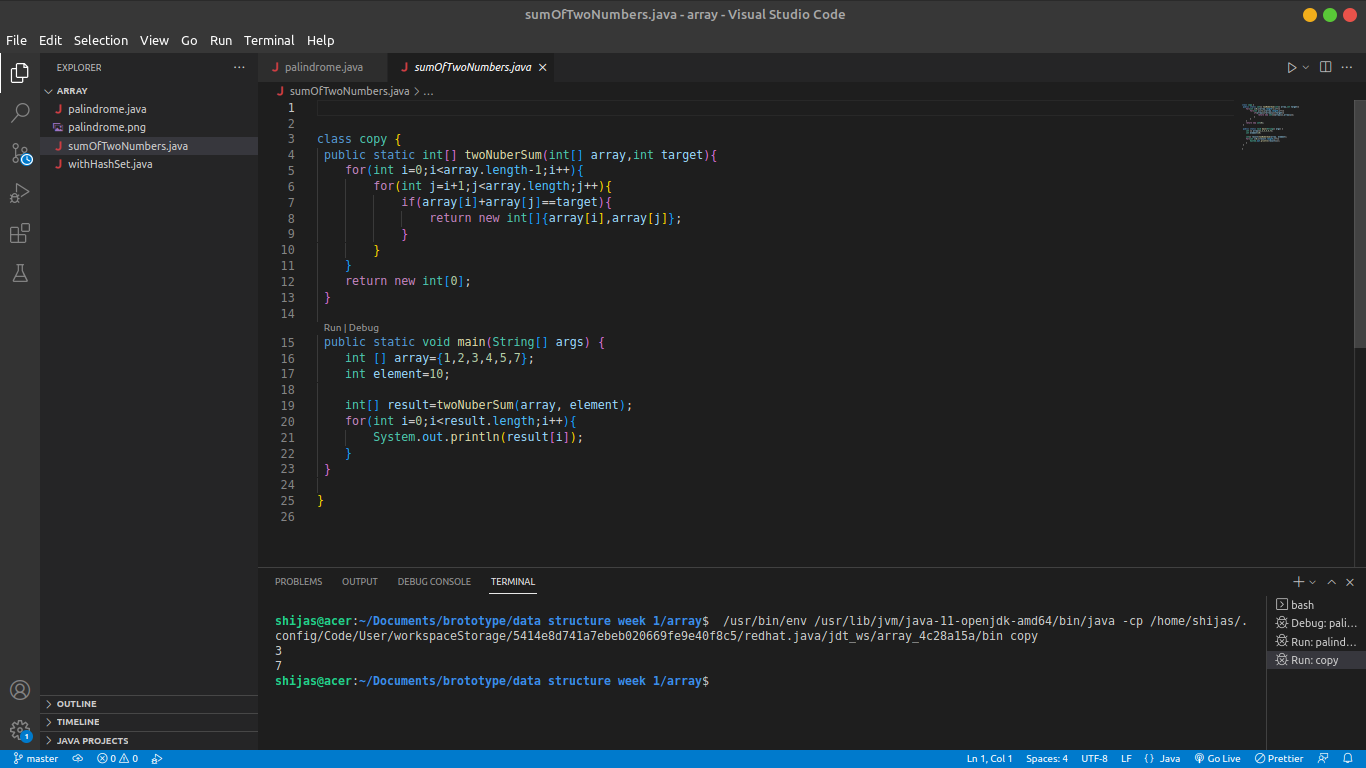 sumOfTwoNumbers.java - array - Visual Studio Code
File Edit Selection View Go Run Terminal Help
EXPLORER
ARRAY
palindrome.java
palindrome.png
sumOfTwoNumbers.java
withHashSet.java
OUTLINE
TIMELINE
JAVA PROJECTS
palindrome.java sumOfTwoNumbers.java
sumOfTwoNumbers.java > ...
1
2
3 class copy {
4 public static int[] twoNuberSum(int[] array,int target){
5 for(int i=0;i<array.length-1;i++){
6 for(int j=i+1;j<array.length;j++){
7 if(array[i]+array[j]==target){
8 return new int[]{array[i],array[j]};
9 }
10 }
11 }
12 return new int[0];
13 }
14
Run | Debug
15 public static void main(String[] args) {
16 int [] array={1,2,3,4,5,7};
17 int element=10;
18
19 int[] result=twoNuberSum(array, element);
20 for(int i=0;i<result.length;i++){
21 System.out.println(result[i]);
22 }
23 }
24
25 }
26
PROBLEMS OUTPUT DEBUG CONSOLE TERMINAL
shijas@acer:~/Documents/brototype/data structure week 1/array$ /usr/bin/env /usr/lib/jvm/java-11-openjdk-amd64/bin/java -cp /home/shijas/.
config/Code/User/workspaceStorage/5414e8d741a7ebeb020669fe9e40f8c5/redhat.java/jdt_ws/array_4c28a15a/bin copy
3
7
shijas@acer:~/Documents/brototype/data structure week 1/array$
bash
Debug: pali...
Run: palind...
Run: copy
1
master 0 0 Ln 1, Col 1 Spaces: 4 UTF-8 LF {} Java Go Live Prettier